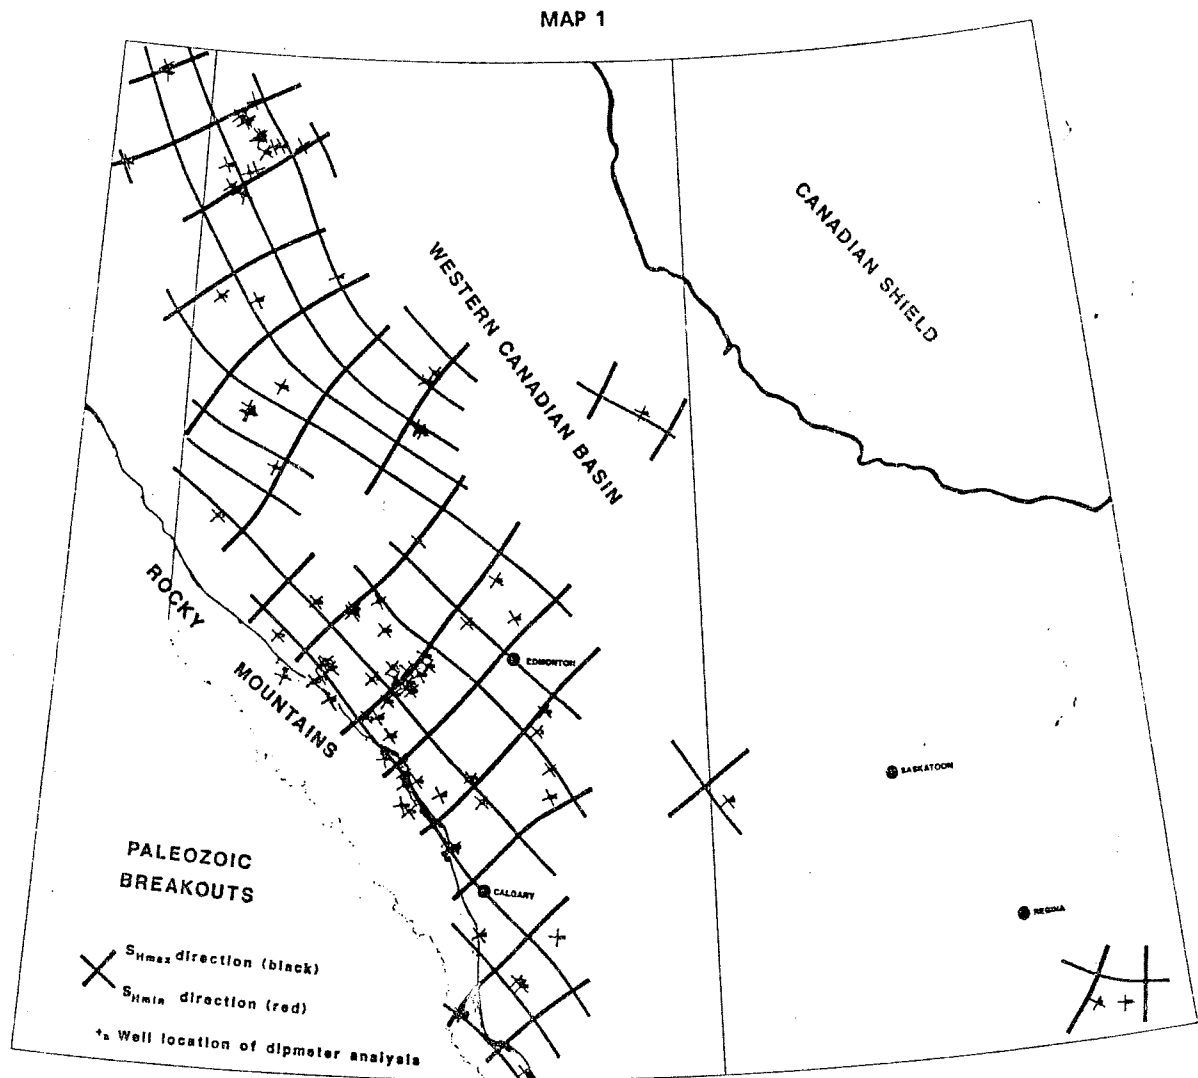 MAP 1
CANADIAN SHIELD
WESTERN CANADIAN BASIN
ROCKY
MOUNTAINS
EDMONTON
SASKATOON
CALGARY
REGINA
PALEOZOIC
BREAKOUTS
SHmax direction (black)
SHmin direction (red)
Well location of dipmeter analysis